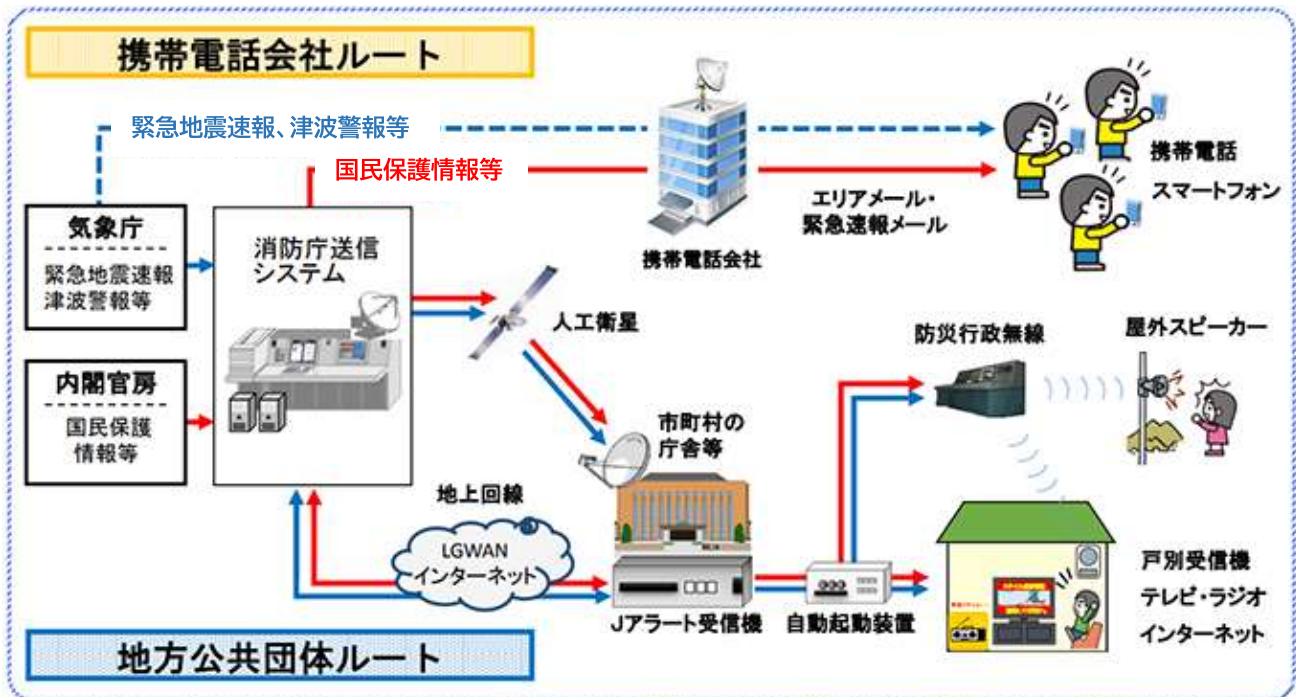 携帯電話会社ルート
緊急地震速報、津波警報等
国民保護情報等
気象庁
緊急地震速報
津波警報等
消防庁送信
システム
携帯電話会社
エリアメール・
緊急速報メール
携帯電話
スマートフォン
内閣官房
国民保護
情報等
人工衛星
防災行政無線
屋外スピーカー
市町村の
庁舎等
地上回線
LGWAN
インターネット
Jアラート受信機
自動起動装置
戸別受信機
テレビ・ラジオ
インターネット
地方公共団体ルート